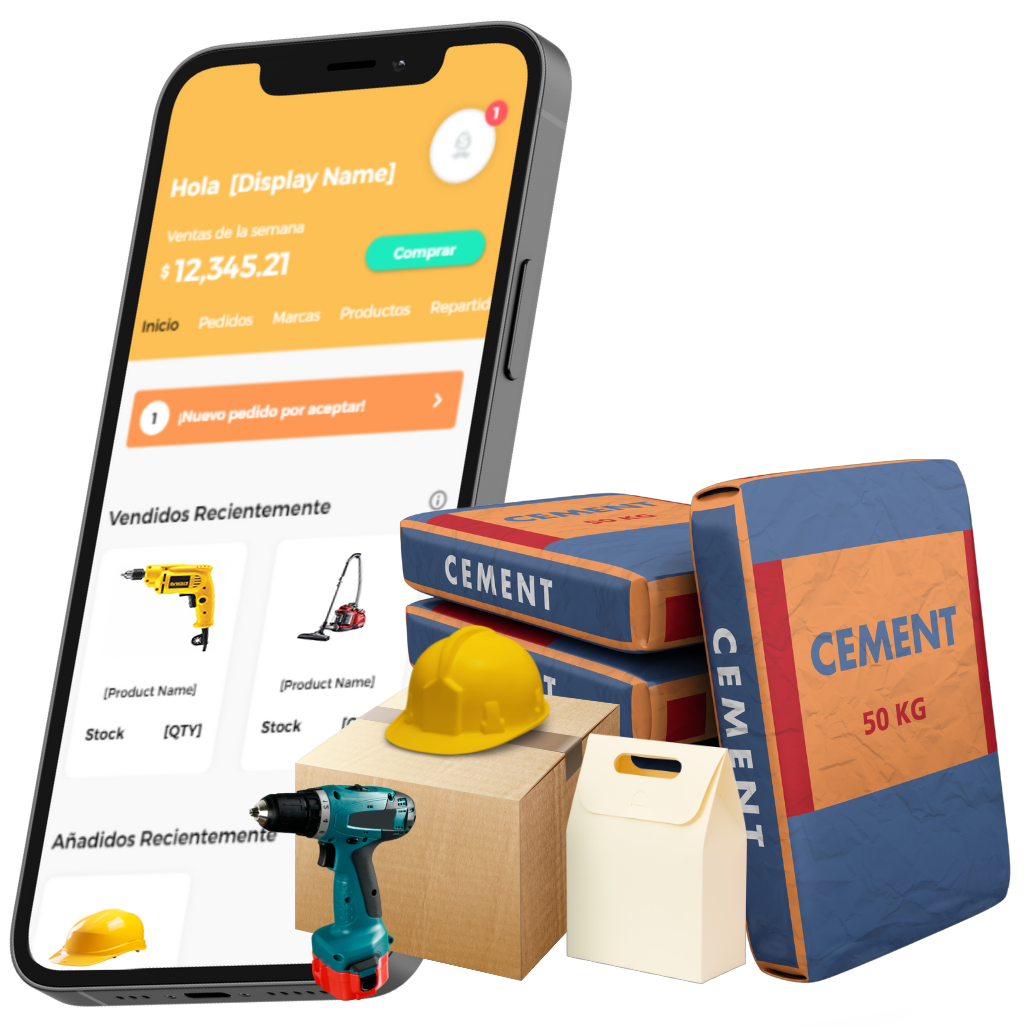 1
Hola [Display Name]
Ventas de la semana
$ 12,345.21
Comprar
Inicio Pedidos Marcas Productos Repartid
1 ¡Nuevo pedido por aceptar!
Vendidos Recientemente
[Product Name]
Stock [QTY]
[Product Name]
Stock
Añadidos Recientemente
CEMENT
50 KG
CEMENT
CEMENT
CEMENT
50 KG